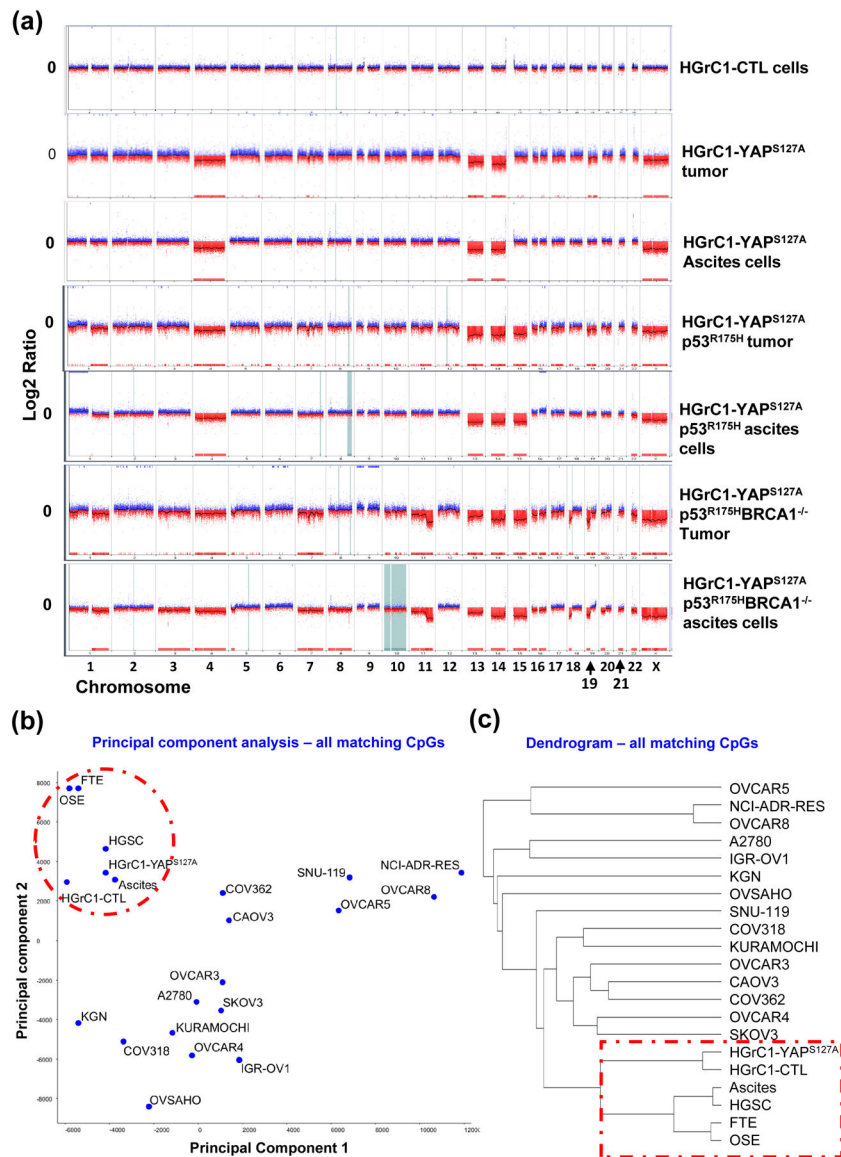 (a)
Log2 Ratio
0
HGrC1-CTL cells
0
HGrC1-YAPS127A
tumor
0
HGrC1-YAPS127A
Ascites cells
0
HGrC1-YAPS127A
p53R175H tumor
0
HGrC1-YAPS127A
p53R175H ascites
cells
0
HGrC1-YAPS127A
p53R175HBRCA1-/-
Tumor
0
HGrC1-YAPS127A
p53R175HBRCA1-/-
ascites cells
1 2 3 4 5 6 7 8 9 10 11 12 13 14 15 16 17 18 20 22 X
Chromosome
19 21
(b)
Principal component analysis – all matching CpGs
Principal component 2
8000
6000
4000
2000
0
-2000
-4000
-6000
-8000
FTE
OSE
HGSC
HGrC1-YAPS127A
Ascites
HGrC1-CTL
COV362
CAOV3
SNU-119
NCI-ADR-RES
OVCAR8
OVCAR5
OVCAR3
A2780
SKOV3
KGN
KURAMOCHI
COV318
OVCAR4
IGR-OV1
OVSAHO
-6000 -4000 -2000 0 2000 4000 6000 8000 10000 1200
Principal Component 1
(c)
Dendrogram – all matching CpGs
OVCAR5
NCI-ADR-RES
OVCAR8
A2780
IGR-OV1
KGN
OVSAHO
SNU-119
COV318
KURAMOCHI
OVCAR3
CAOV3
COV362
OVCAR4
SKOV3
HGrC1-YAPS127A
HGrC1-CTL
Ascites
HGSC
FTE
OSE